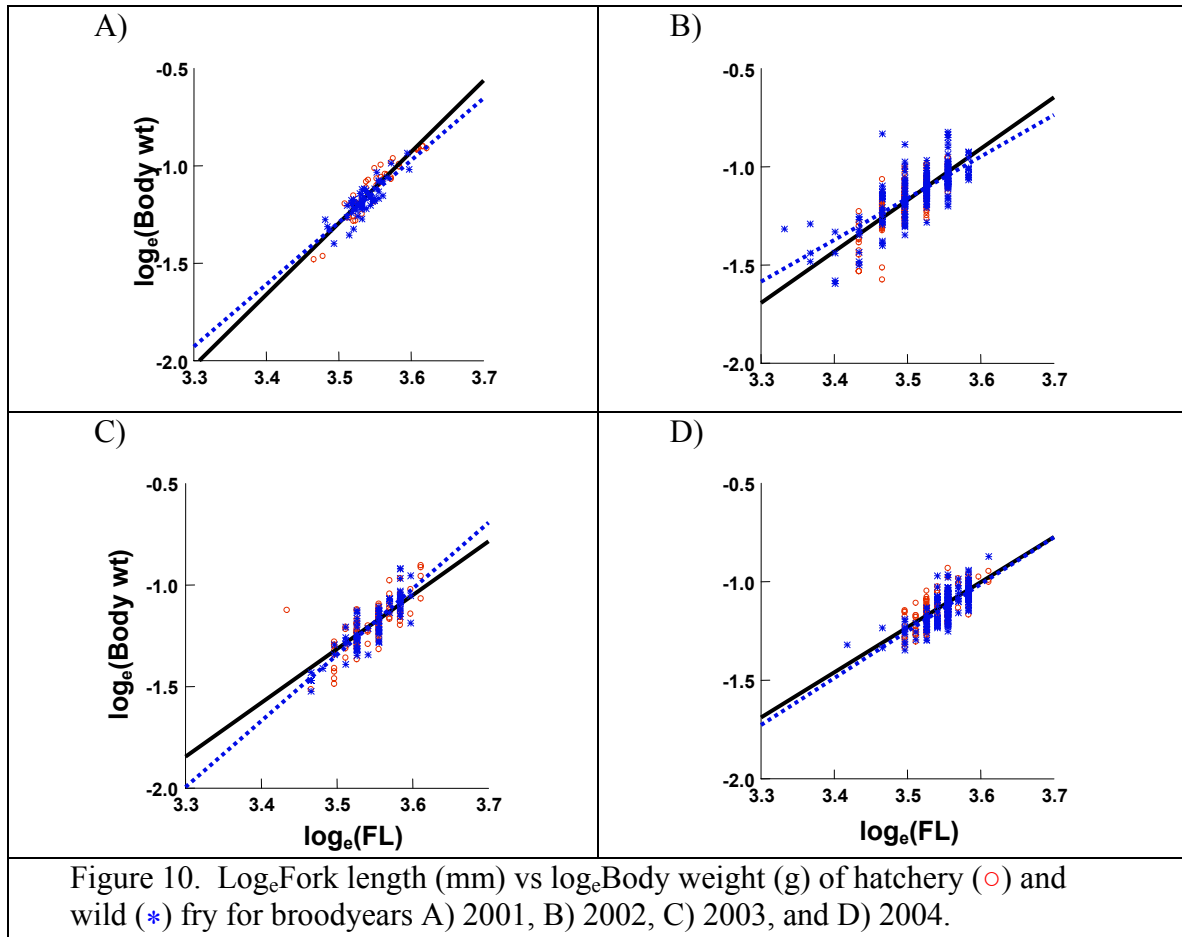 A)
B)
-0.5
-1.0
-1.5
-2.0
logₑ(Body wt)
3.3 3.4 3.5 3.6 3.7
-0.5
-1.0
-1.5
-2.0
3.3 3.4 3.5 3.6 3.7
C)
D)
-0.5
-1.0
-1.5
-2.0
logₑ(Body wt)
3.3 3.4 3.5 3.6 3.7
logₑ(FL)
-0.5
-1.0
-1.5
-2.0
3.3 3.4 3.5 3.6 3.7
logₑ(FL)
Figure 10. LogₑFork length (mm) vs logₑBody weight (g) of hatchery (○) and
wild (*) fry for broodyears A) 2001, B) 2002, C) 2003, and D) 2004.